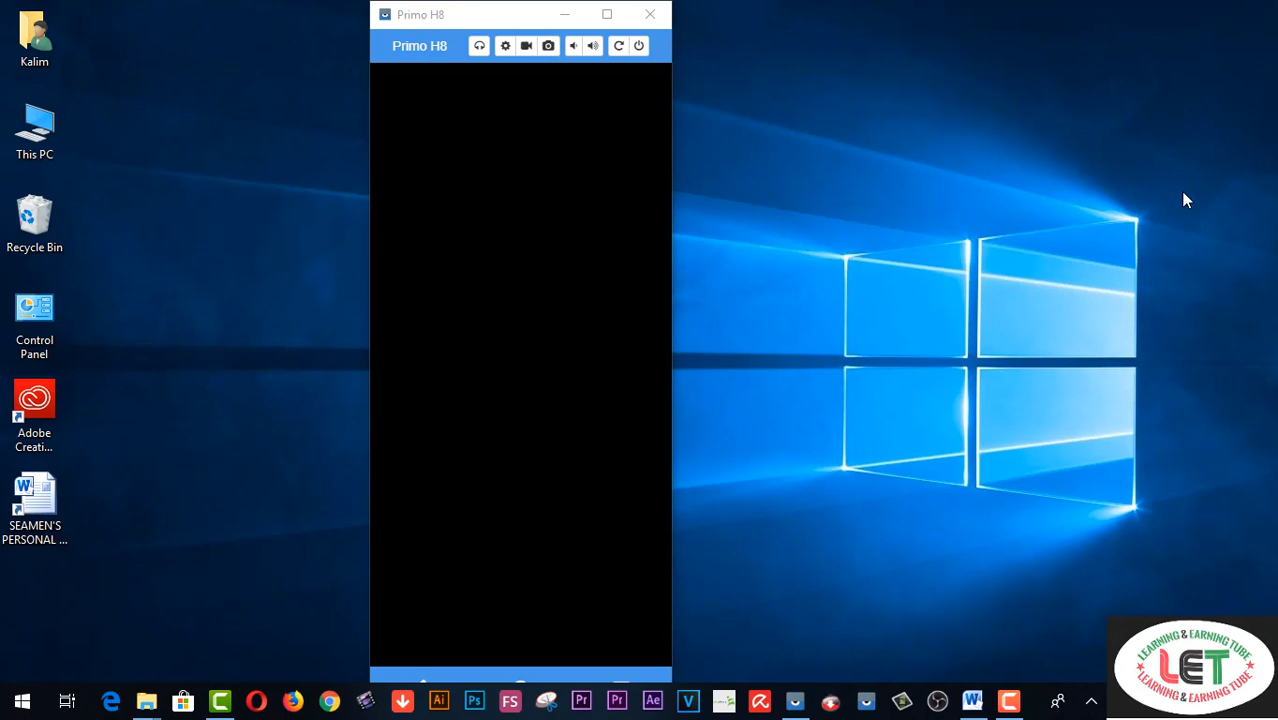 Primo H8
Primo H8
Kalim
This PC
Recycle Bin
Control
Panel
Adobe
Creati...
SEAMEN'S
PERSONAL ...
LEARNING & EARNING TUBE
LET
LEARNING & EARNING TUBE
Ai
Ps
FS
Pr
Pr
Ae
V
W